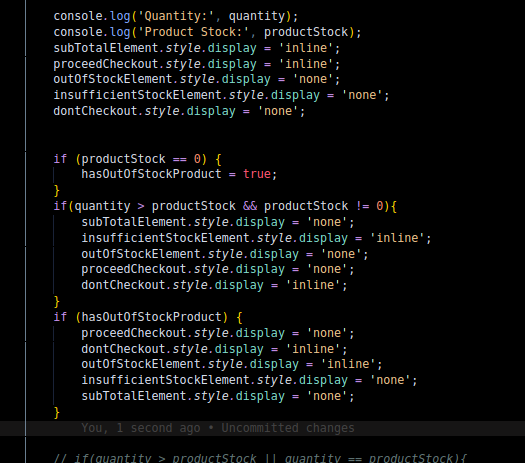 console.log('Quantity:', quantity);
console.log('Product Stock:', productStock);
subTotalElement.style.display = 'inline';
proceedCheckout.style.display = 'inline';
outOfStockElement.style.display = 'none';
insufficientStockElement.style.display = 'none';
dontCheckout.style.display = 'none';
if (productStock == 0) {
hasOutOfStockProduct = true;
}
if(quantity > productStock && productStock != 0){
subTotalElement.style.display = 'none';
insufficientStockElement.style.display = 'inline';
outOfStockElement.style.display = 'none';
proceedCheckout.style.display = 'none';
dontCheckout.style.display = 'inline';
}
if (hasOutOfStockProduct) {
proceedCheckout.style.display = 'none';
dontCheckout.style.display = 'inline';
outOfStockElement.style.display = 'inline';
insufficientStockElement.style.display = 'none';
subTotalElement.style.display = 'none';
}
You, 1 second ago • Uncommitted changes
// if(quantity > productStock || quantity == productStock){